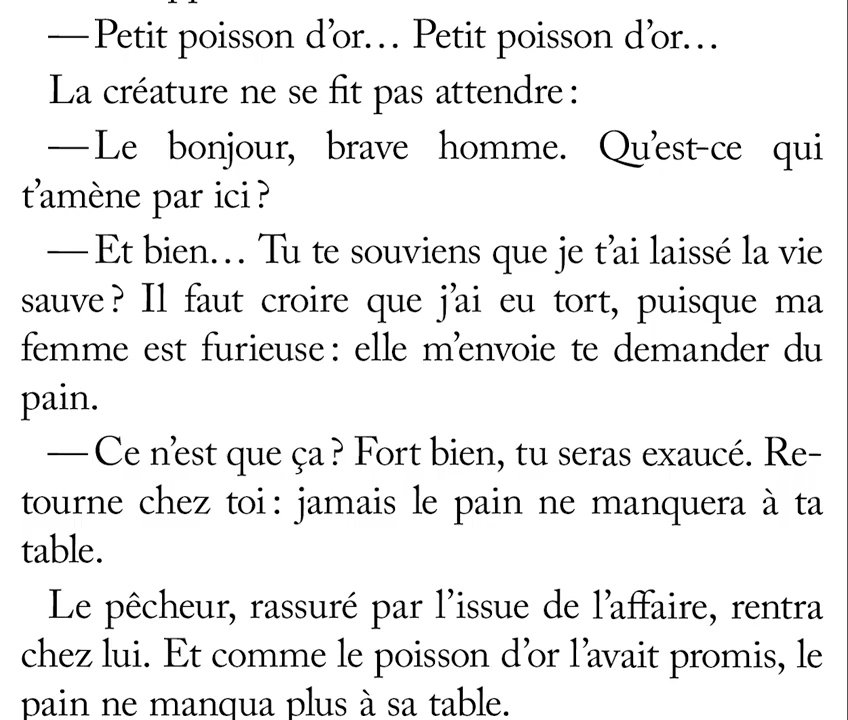 — Petit poisson d’or… Petit poisson d’or…
La créature ne se fit pas attendre :
— Le bonjour, brave homme. Qu’est-ce qui
t’amène par ici ?
— Et bien… Tu te souviens que je t’ai laissé la vie
sauve ? Il faut croire que j’ai eu tort, puisque ma
femme est furieuse : elle m’envoie te demander du
pain.
— Ce n’est que ça ? Fort bien, tu seras exaucé. Re-
tourne chez toi : jamais le pain ne manquera à ta
table.
Le pêcheur, rassuré par l’issue de l’affaire, rentra
chez lui. Et comme le poisson d’or l’avait promis, le
pain ne manqua plus à sa table.